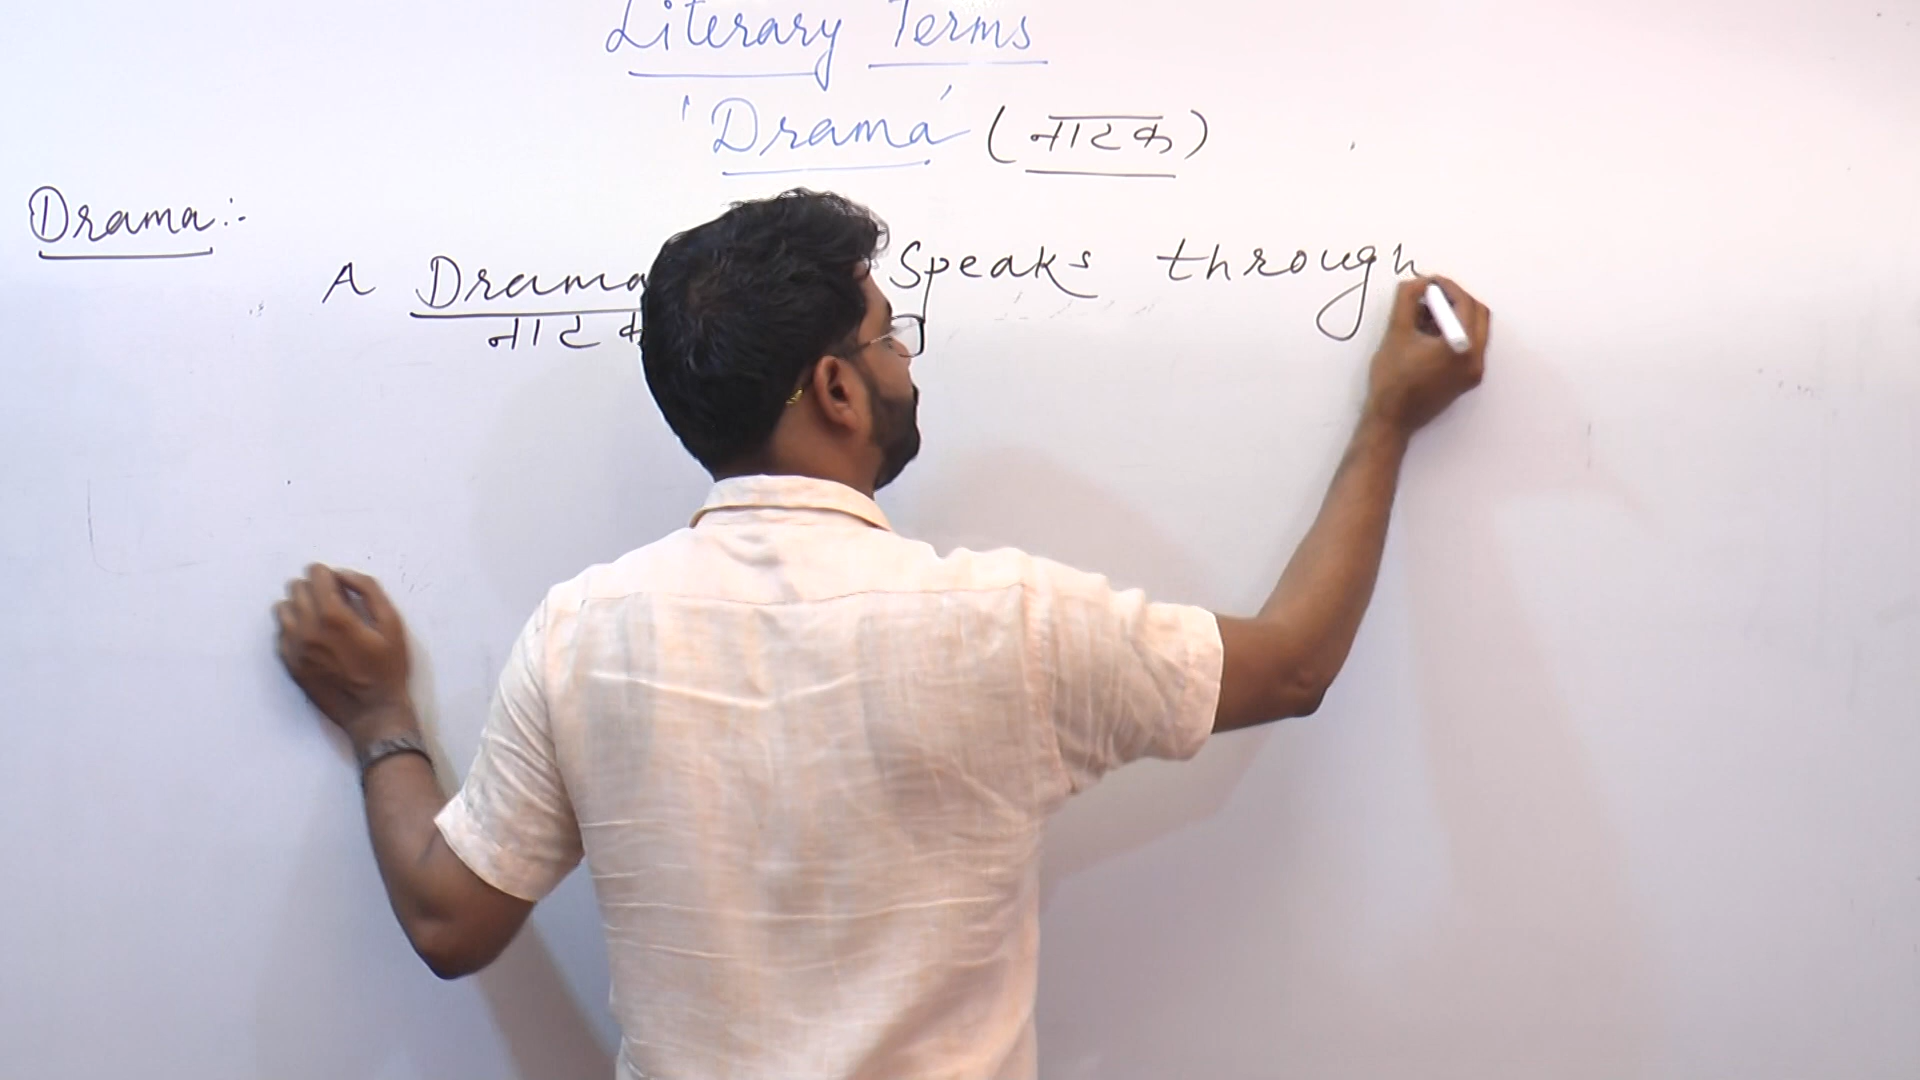 Literary Terms
'Drama' (नाटक)
Drama :-
A Drama Speaks through
नाटक